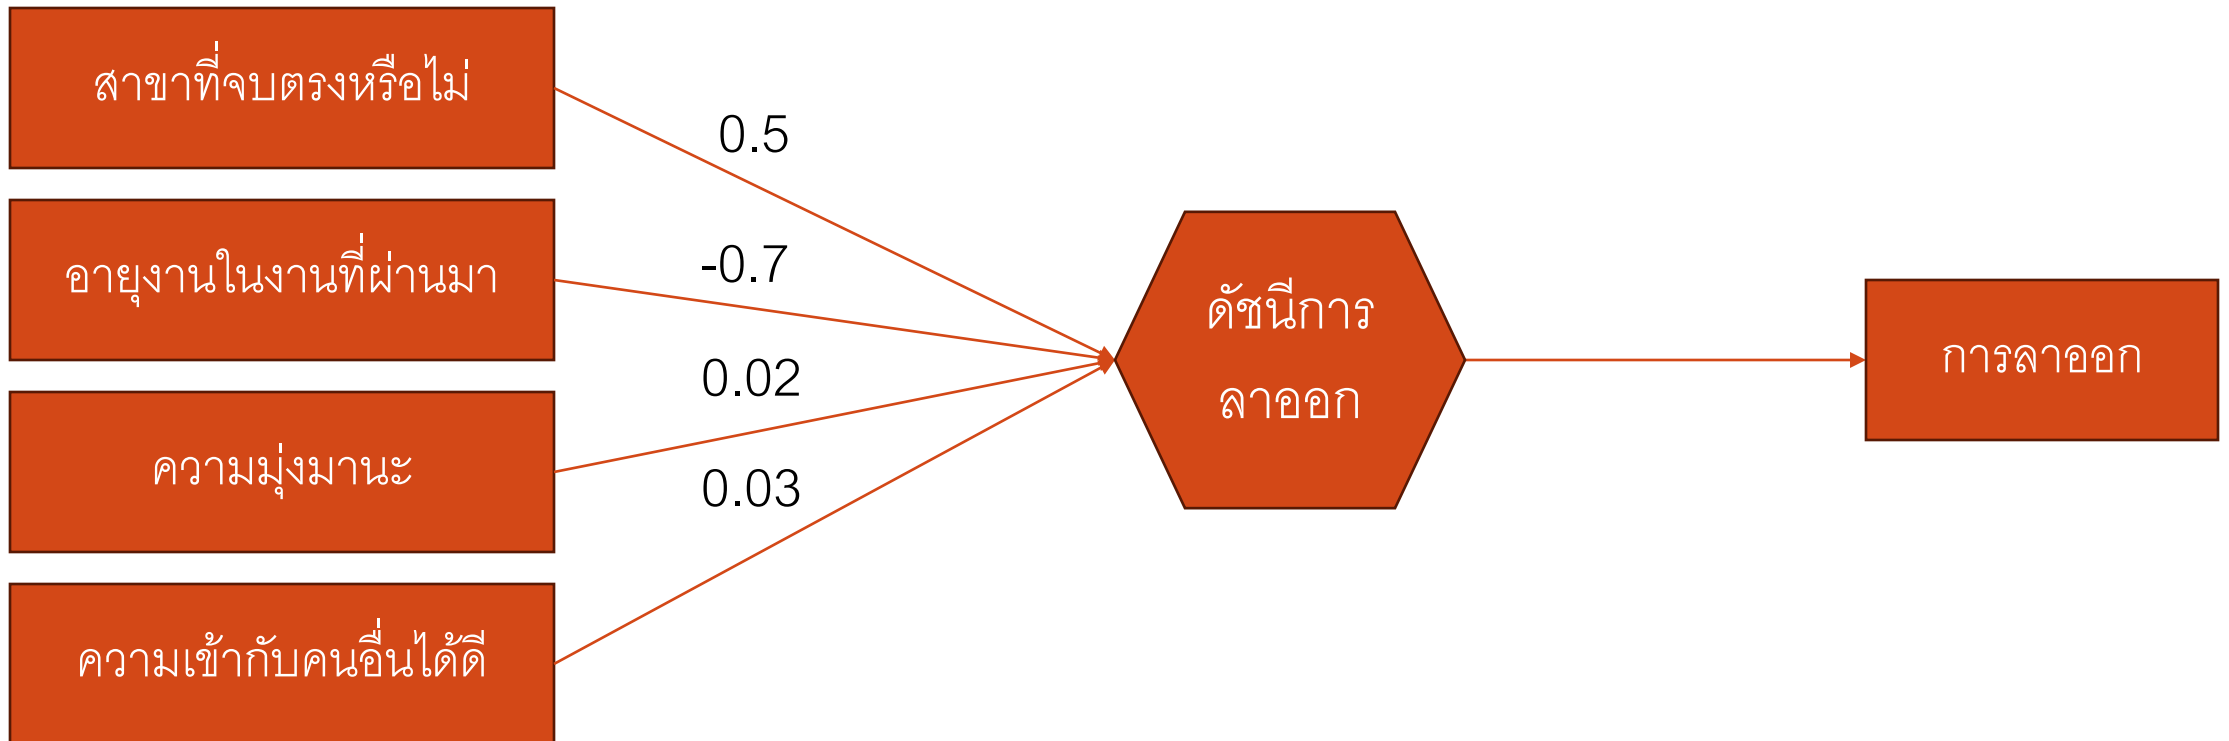 สาขาที่จบตรงหรือไม่
0.5
อายุงานในงานที่ผ่านมา
-0.7
ดัชนีการ
ลาออก
การลาออก
0.02
ความมุ่งมานะ
0.03
ความเข้ากับคนอื่นได้ดี